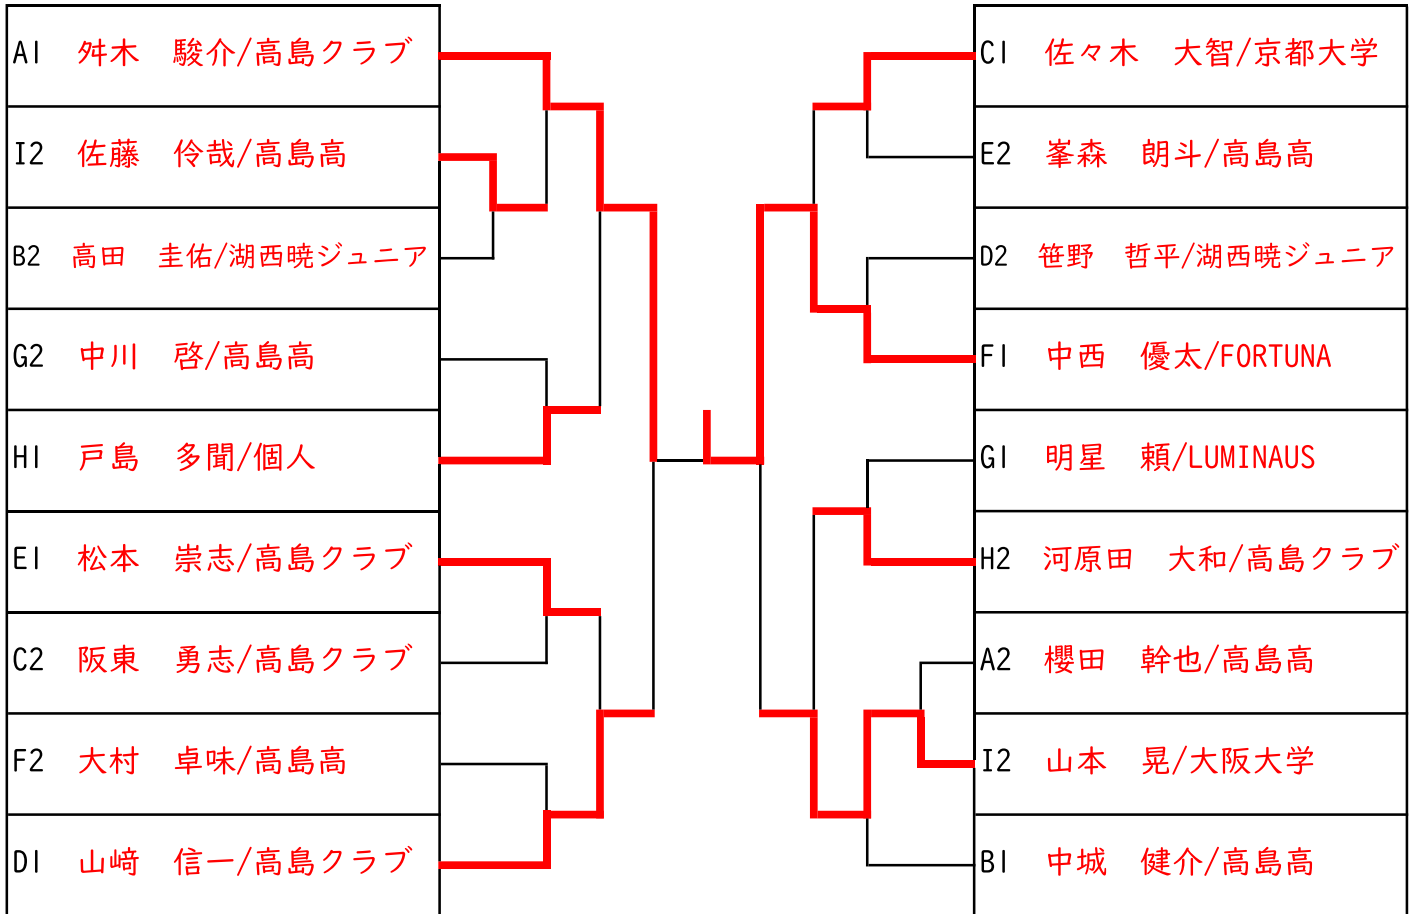 A1 舛木 駿介/高島クラブ
I2 佐藤 伶哉/高島高
B2 高田 圭佑/湖西暁ジュニア
G2 中川 啓/高島高
H1 戸島 多聞/個人
E1 松本 崇志/高島クラブ
C2 阪東 勇志/高島クラブ
F2 大村 卓味/高島高
D1 山﨑 信一/高島クラブ
C1 佐々木 大智/京都大学
E2 峯森 朗斗/高島高
D2 笹野 哲平/湖西暁ジュニア
F1 中西 優太/FORTUNA
G1 明星 頼/LUMINAUS
H2 河原田 大和/高島クラブ
A2 櫻田 幹也/高島高
I2 山本 晃/大阪大学
B1 中城 健介/高島高